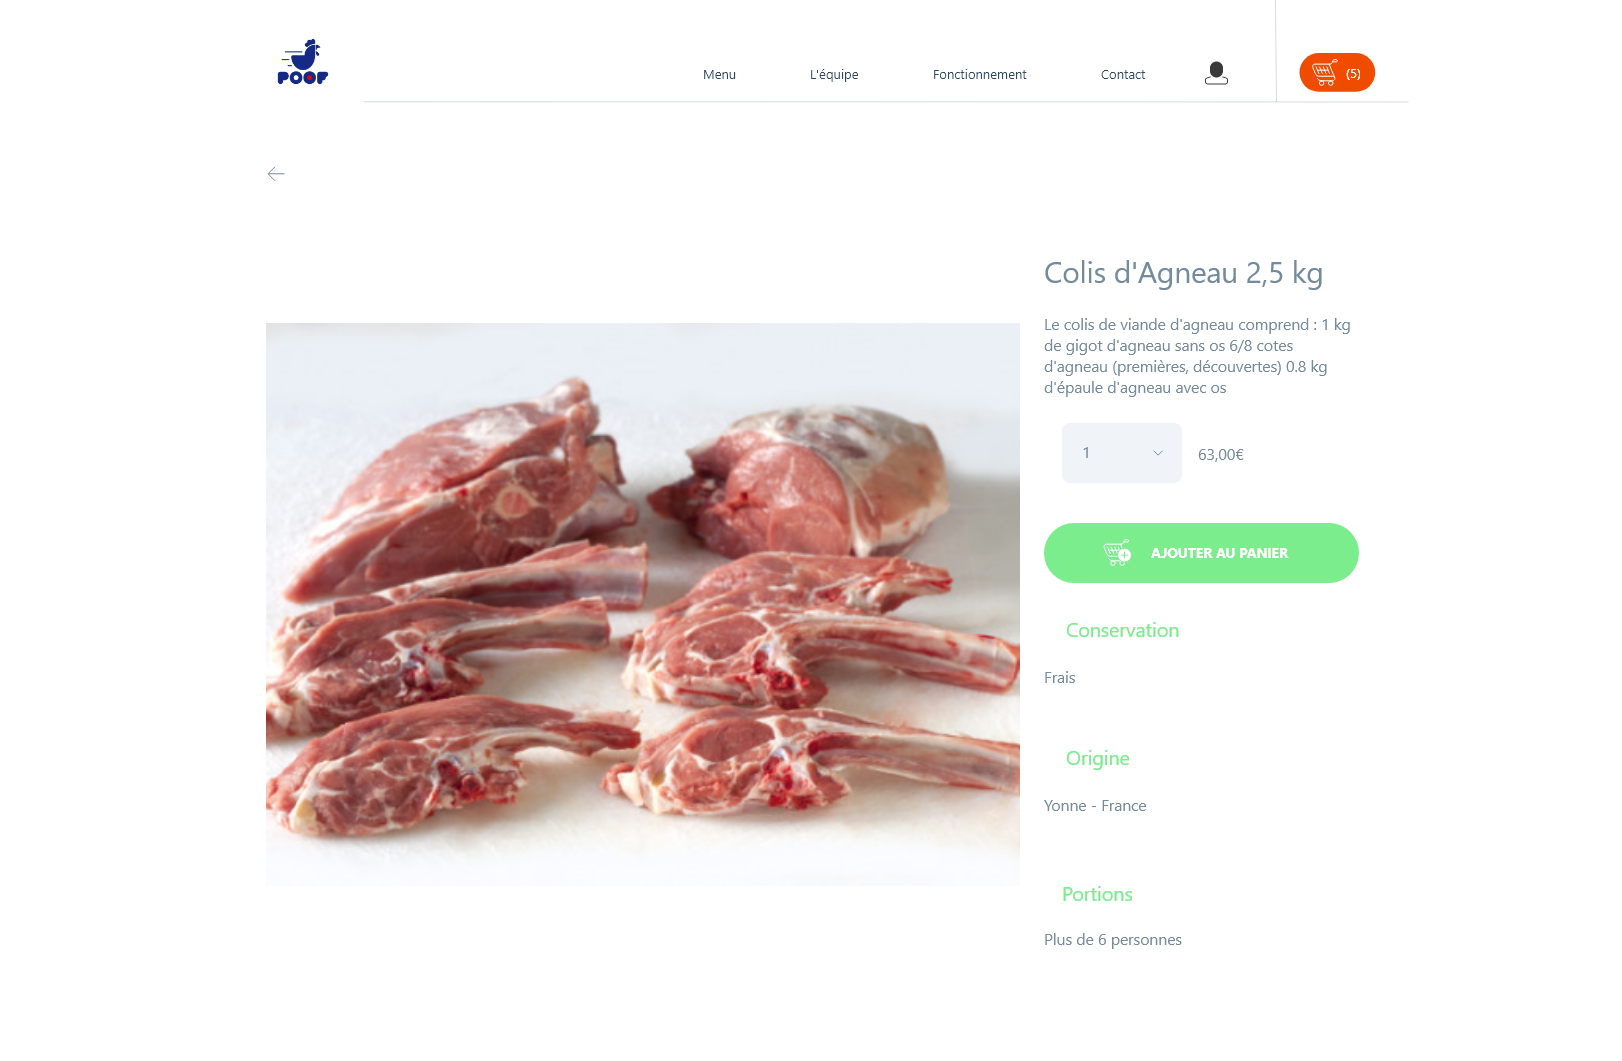 POOF
Menu
L'équipe
Fonctionnement
Contact
(5)
Colis d'Agneau 2,5 kg
Le colis de viande d'agneau comprend : 1 kg
de gigot d'agneau sans os 6/8 cotes
d'agneau (premières, découvertes) 0.8 kg
d'épaule d'agneau avec os
1
63,00€
AJOUTER AU PANIER
Conservation
Frais
Origine
Yonne - France
Portions
Plus de 6 personnes